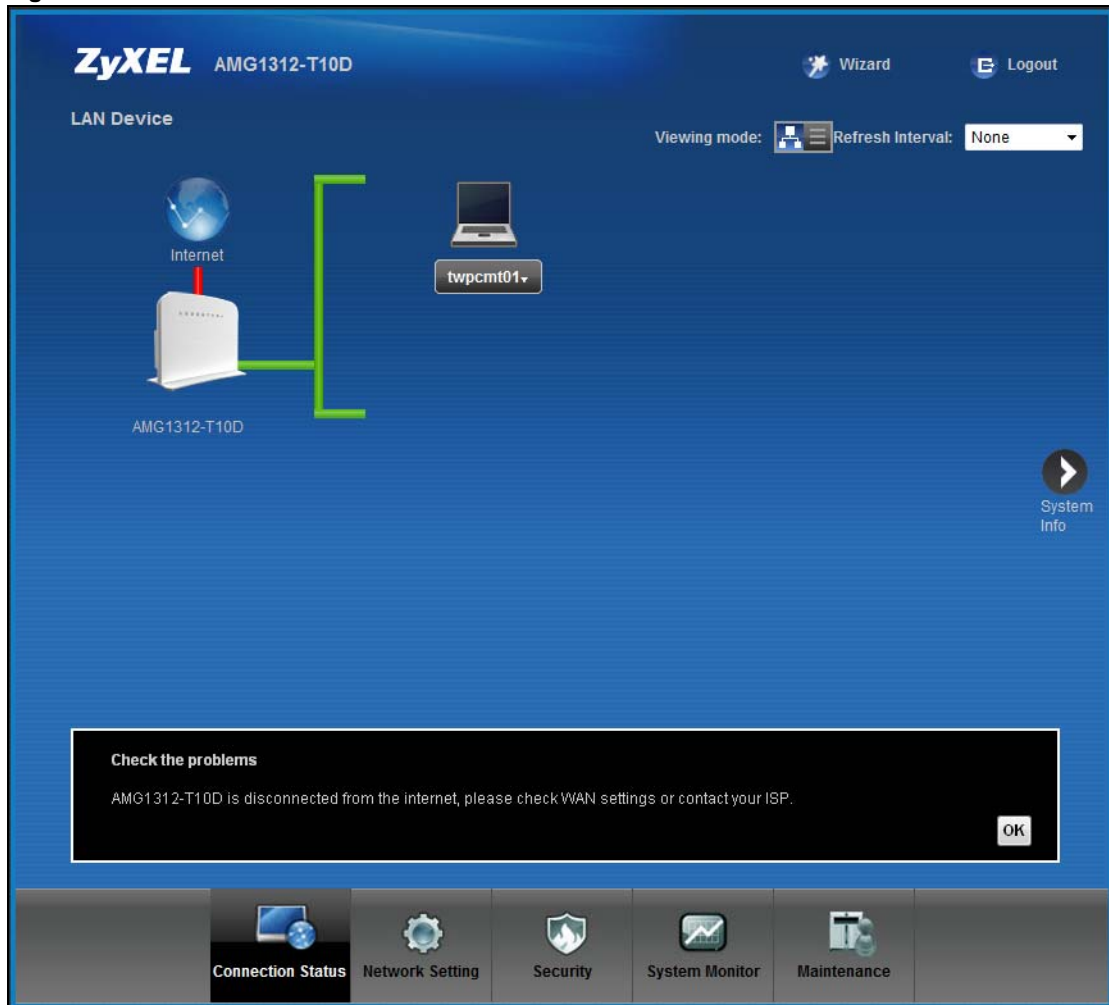 ZyXEL AMG1312-T10D
Wizard
Logout
LAN Device
Viewing mode:
Refresh Interval:
None
Internet
twpcmt01
AMG1312-T10D
System
Info
Check the problems
AMG1312-T10D is disconnected from the internet, please check WAN settings or contact your ISP.
OK
Connection Status
Network Setting
Security
System Monitor
Maintenance